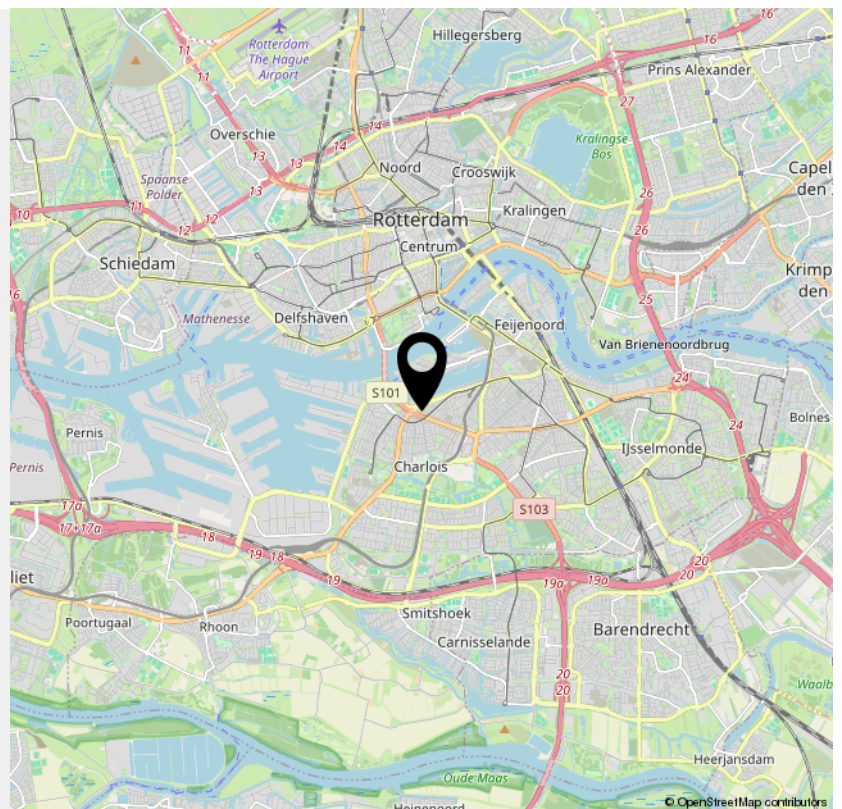 16
Hillegersberg
11
Rotterdam
The Hague
Airport
16
11
Prins Alexander
27
14
Overschie
14
13
13
Kralingse
Bos
Noord
Crooswijk
Capel
den
Spaanse
Polder
13
26
10
11
12
12
Rotterdam
Kralingen
26
Centrum
Schiedam
Krimp
den
16
25
Mathenesse
Delfshaven
Feijenoord
Van Brienenoordbrug
24
S101
24
Bolnes
Pernis
IJsselmonde
Pernis
Charlois
17a
S103
17+17a
18
19
18
20
20
liet
19
19a
19a
20
Poortugaal
Rhoon
Smitshoek
Barendrecht
Carnisselande
20
20
Waalb
Heerjansdam
Oude Maas
Heinenoord
© OpenStreetMap contributors